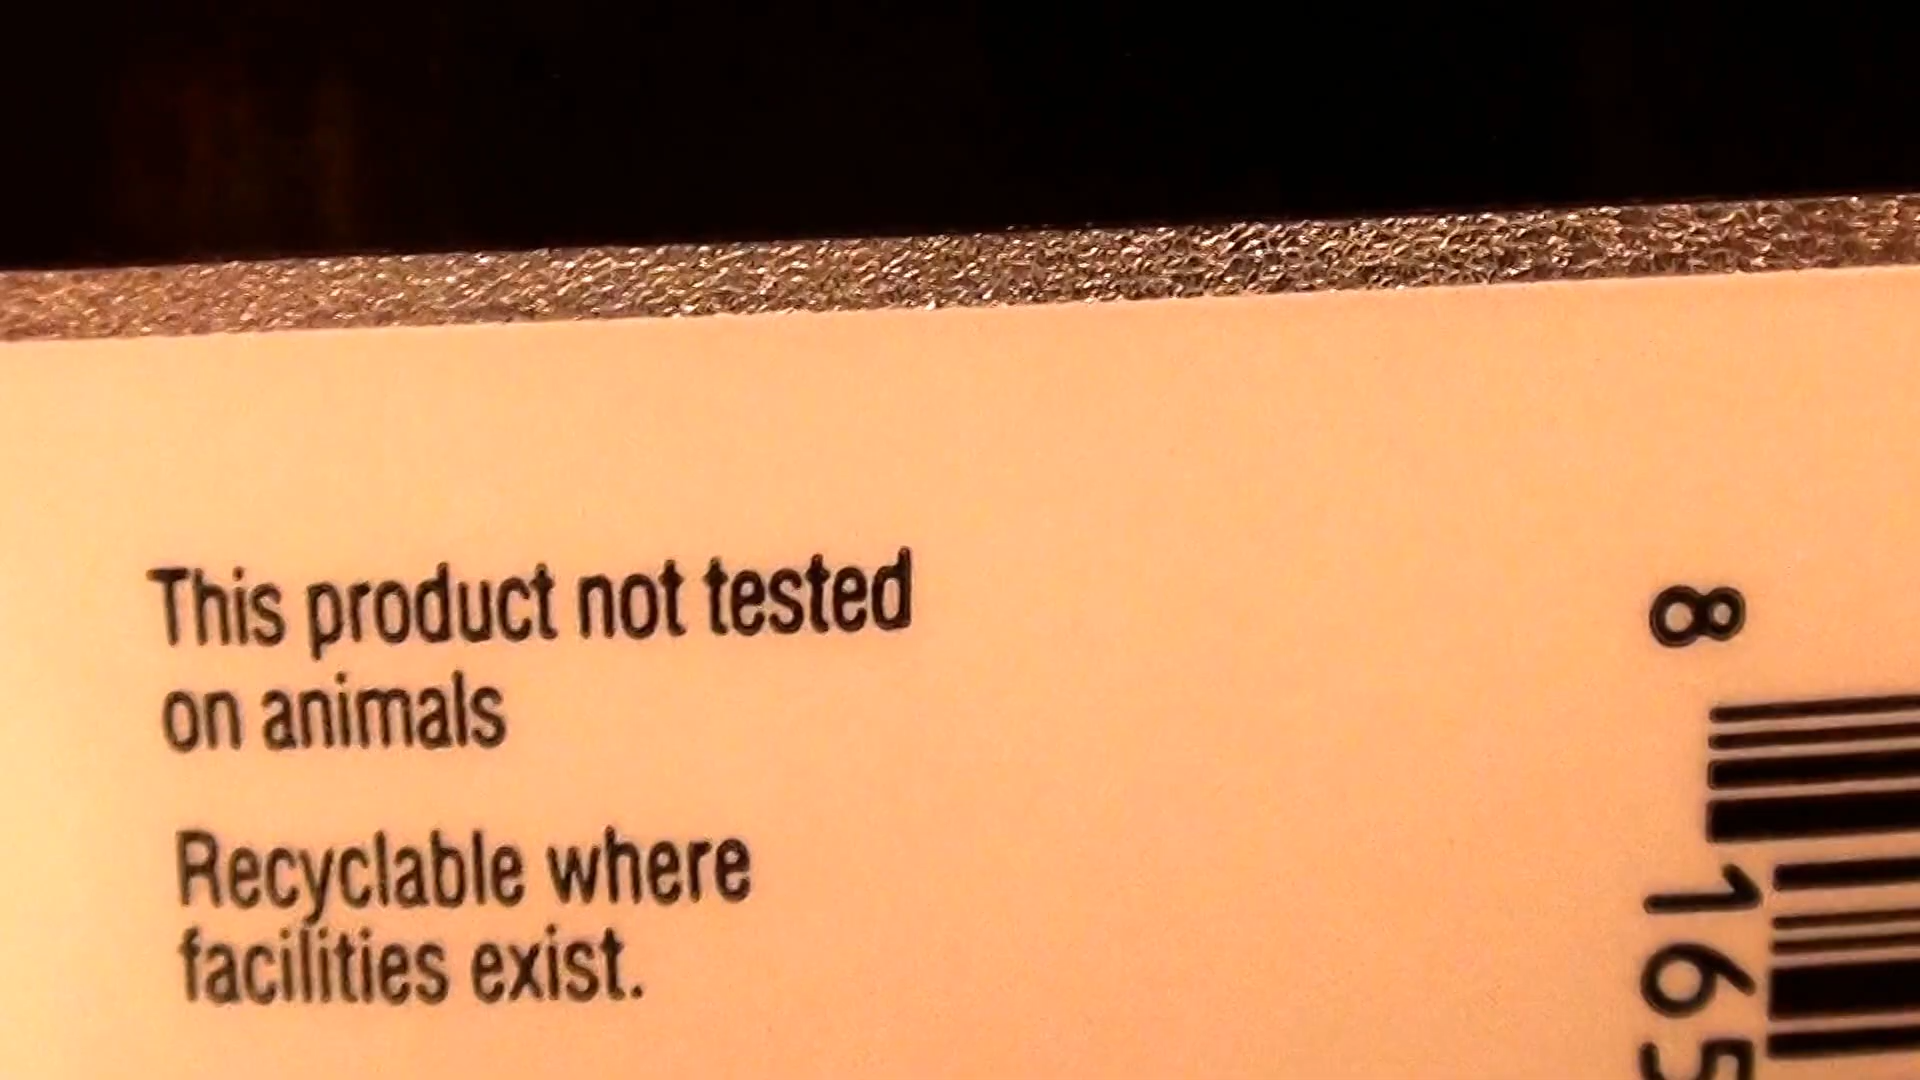 This product not tested
on animals
Recyclable where
facilities exist.
8
165